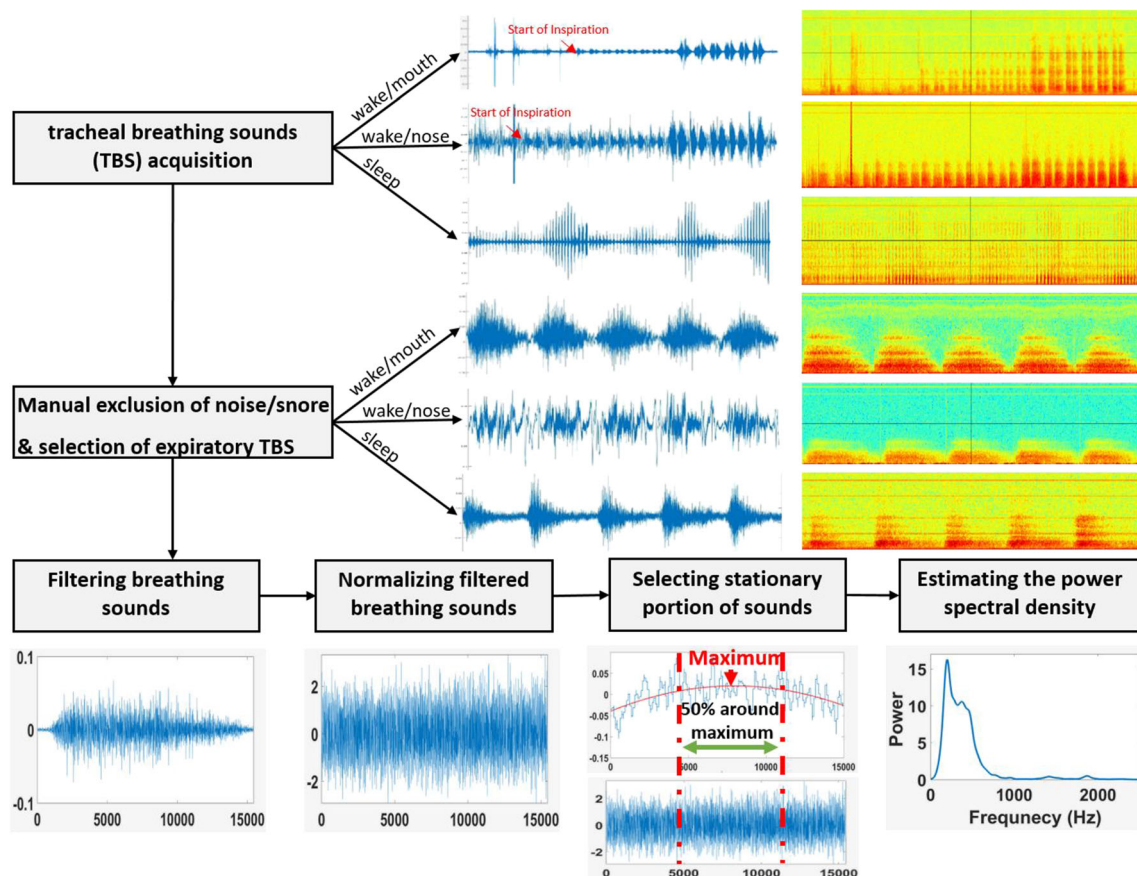 Start of Inspiration
wake/mouth
tracheal breathing sounds
(TBS) acquisition
wake/nose
Start of Inspiration
sleep
Manual exclusion of noise/snore
& selection of expiratory TBS
wake/mouth
wake/nose
sleep
Filtering breathing
sounds
Normalizing filtered
breathing sounds
Selecting stationary
portion of sounds
Estimating the power
spectral density
0.1
0
-0.1
0
5000
10000
15000
2
0
-2
0
5000
10000
15000
Maximum
0.05
0
-0.05
-0.1
-0.15
50% around
maximum
0
5000
10000
15000
2
0
-2
0
5000
10000
15000
Power
15
10
5
0
0
1000
2000
Frequnecy (Hz)